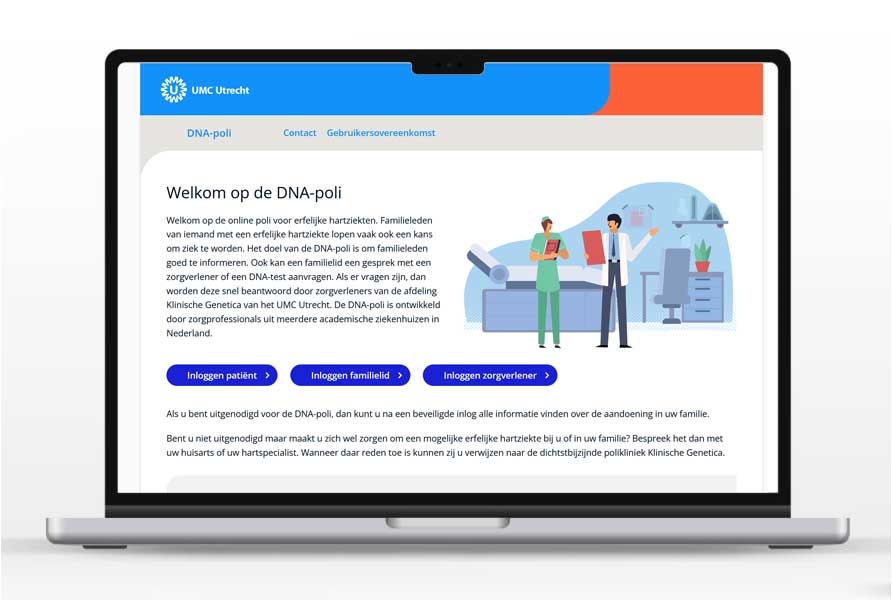 UMC Utrecht
DNA-poli Contact Gebruikersovereenkomst
Welkom op de DNA-poli
Welkom op de online poli voor erfelijke hartziekten. Familieleden
van iemand met een erfelijke hartziekte lopen vaak ook een kans
om ziek te worden. Het doel van de DNA-poli is om familieleden
goed te informeren. Ook kan een familielid een gesprek met een
zorgverlener of een DNA-test aanvragen. Als er vragen zijn, dan
worden deze snel beantwoord door zorgverleners van de afdeling
Klinische Genetica van het UMC Utrecht. De DNA-poli is ontwikkeld
door zorgprofessionals uit meerdere academische ziekenhuizen in
Nederland.
Inloggen patiënt Inloggen familielid Inloggen zorgverlener
Als u bent uitgenodigd voor de DNA-poli, dan kunt u na een beveiligde inlog alle informatie vinden over de aandoening in uw familie.
Bent u niet uitgenodigd maar maakt u zich wel zorgen om een mogelijke erfelijke hartziekte bij u of in uw familie? Bespreek het dan met
uw huisarts of uw hartspecialist. Wanneer daar reden toe is kunnen zij u verwijzen naar de dichtstbijzijnde polikliniek Klinische Genetica.